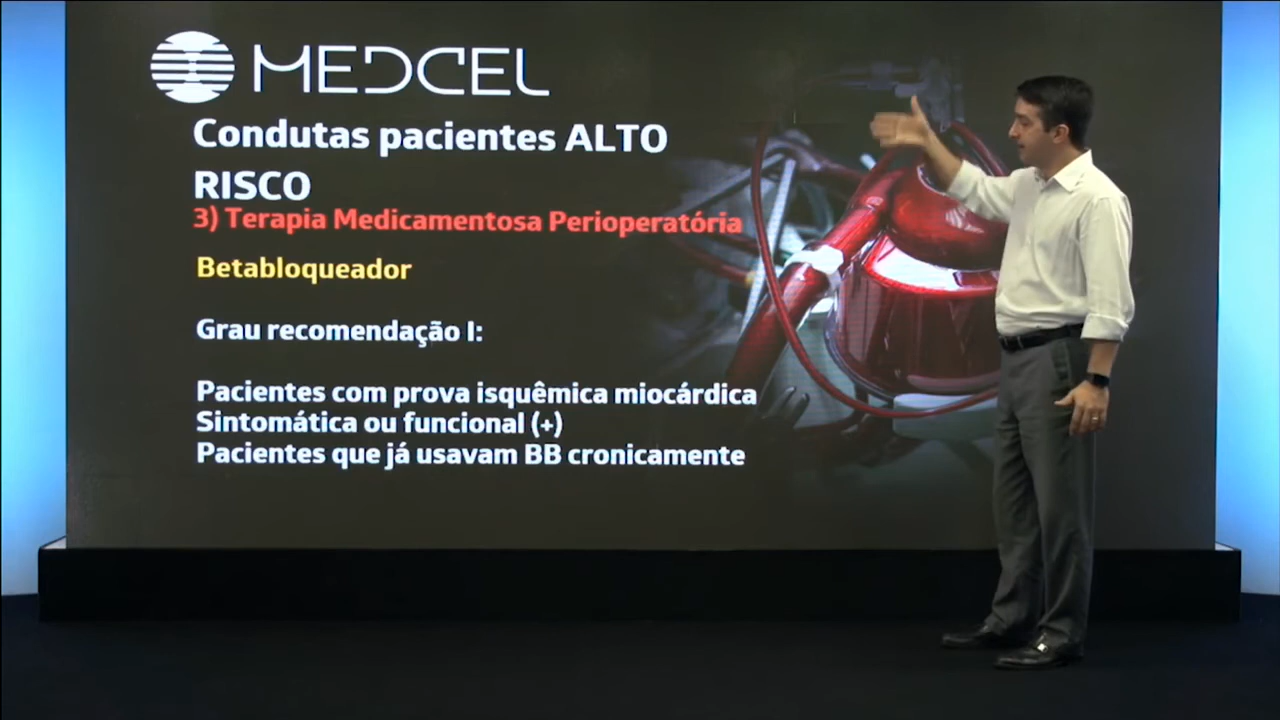 MEDCEL
Condutas pacientes ALTO
RISCO
3) Terapia Medicamentosa Perioperatória
Betabloqueador
Grau recomendação I:
Pacientes com prova isquêmica miocárdica
Sintomática ou funcional (+)
Pacientes que já usavam BB cronicamente